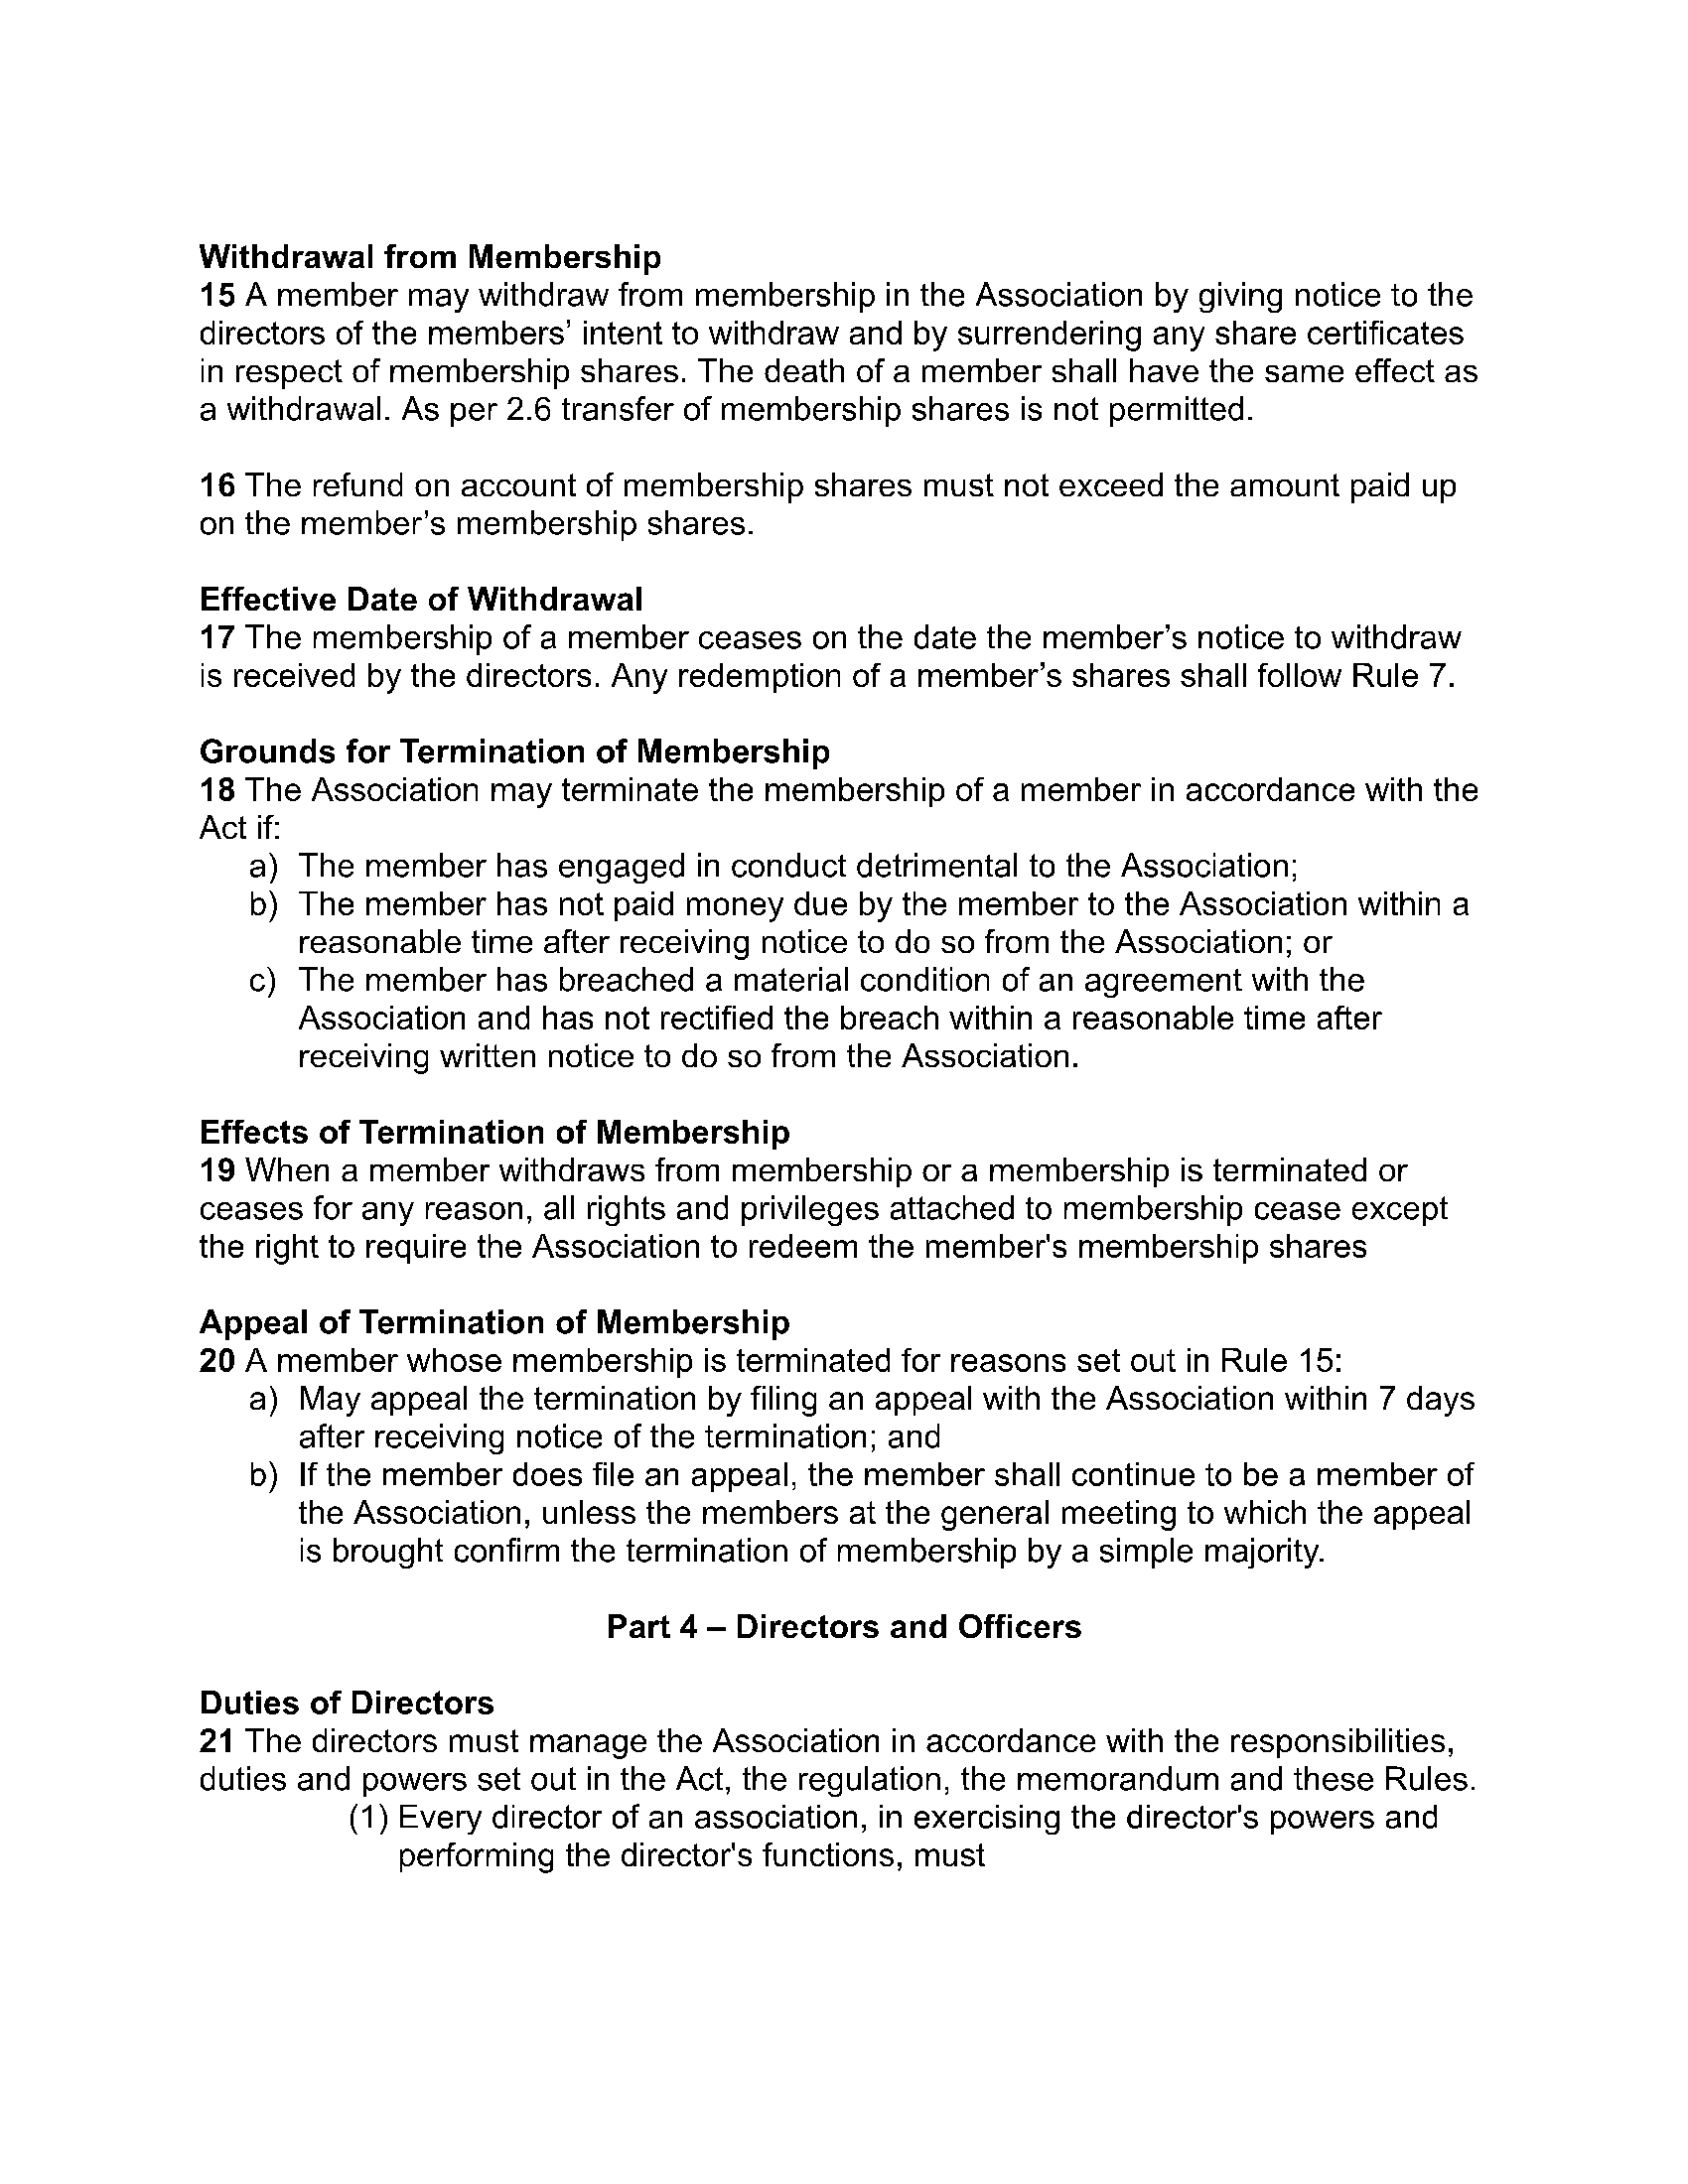 Withdrawal from Membership
15 A member may withdraw from membership in the Association by giving notice to the
directors of the members’ intent to withdraw and by surrendering any share certificates
in respect of membership shares. The death of a member shall have the same effect as
a withdrawal. As per 2.6 transfer of membership shares is not permitted.
16 The refund on account of membership shares must not exceed the amount paid up
on the member’s membership shares.
Effective Date of Withdrawal
17 The membership of a member ceases on the date the member’s notice to withdraw
is received by the directors. Any redemption of a member’s shares shall follow Rule 7.
Grounds for Termination of Membership
18 The Association may terminate the membership of a member in accordance with the
Act if:
a) The member has engaged in conduct detrimental to the Association;
b) The member has not paid money due by the member to the Association within a
reasonable time after receiving notice to do so from the Association; or
c) The member has breached a material condition of an agreement with the
Association and has not rectified the breach within a reasonable time after
receiving written notice to do so from the Association.
Effects of Termination of Membership
19 When a member withdraws from membership or a membership is terminated or
ceases for any reason, all rights and privileges attached to membership cease except
the right to require the Association to redeem the member's membership shares
Appeal of Termination of Membership
20 A member whose membership is terminated for reasons set out in Rule 15:
a) May appeal the termination by filing an appeal with the Association within 7 days
after receiving notice of the termination; and
b) If the member does file an appeal, the member shall continue to be a member of
the Association, unless the members at the general meeting to which the appeal
is brought confirm the termination of membership by a simple majority.
Part 4 – Directors and Officers
Duties of Directors
21 The directors must manage the Association in accordance with the responsibilities,
duties and powers set out in the Act, the regulation, the memorandum and these Rules.
(1) Every director of an association, in exercising the director's powers and
performing the director's functions, must